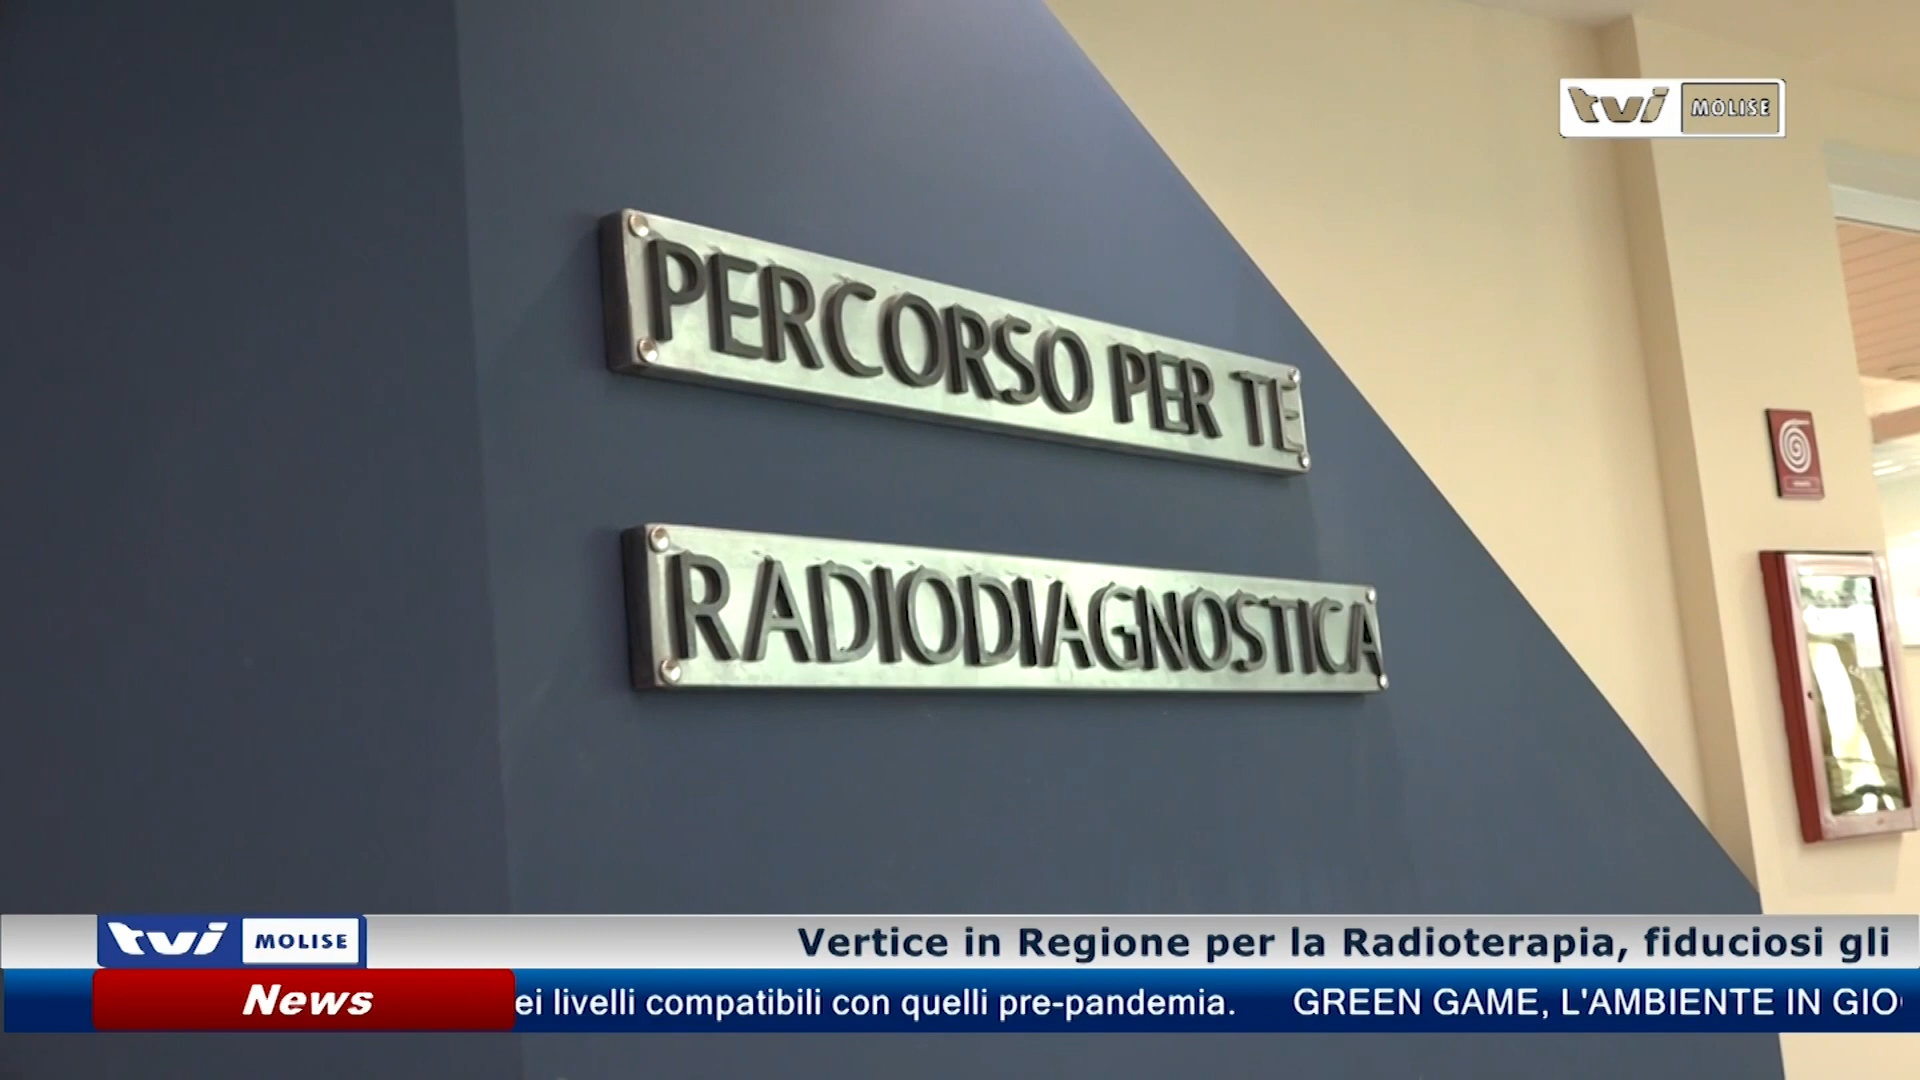 tvi MOLISE
PERCORSO PER TE
RADIODIAGNOSTICA
tvi MOLISE
Vertice in Regione per la Radioterapia, fiduciosi gli
News
ei livelli compatibili con quelli pre-pandemia. GREEN GAME, L'AMBIENTE IN GIO